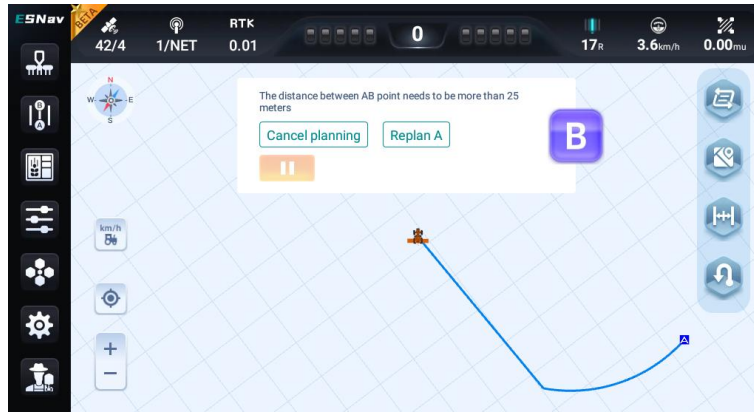 ESNav
BETA
42/4
1/NET
RTK
0.01
0
17R
3.6km/h
0.00mu
N
W
E
S
The distance between AB point needs to be more than 25
meters
Cancel planning
Replan A
B
B
A
km/h
+
−
A